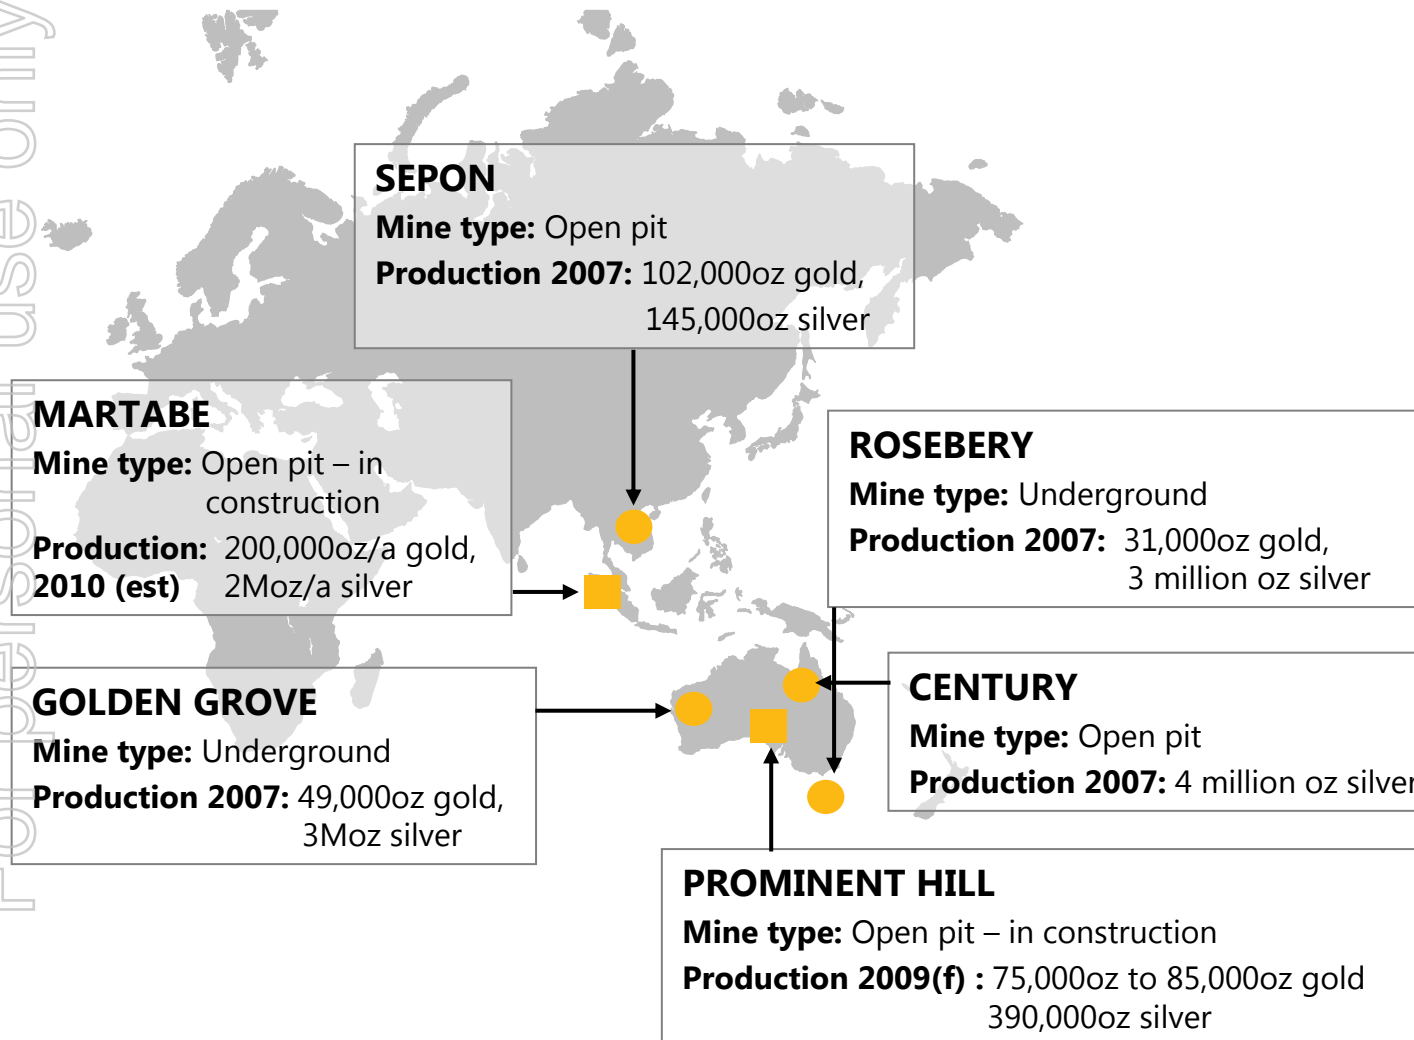 For personal use only
SEPON
Mine type: Open pit
Production 2007: 102,000oz gold,
145,000oz silver
MARTABE
Mine type: Open pit – in
construction
Production: 200,000oz/a gold,
2010 (est) 2Moz/a silver
ROSEBERY
Mine type: Underground
Production 2007: 31,000oz gold,
3 million oz silver
GOLDEN GROVE
Mine type: Underground
Production 2007: 49,000oz gold,
3Moz silver
CENTURY
Mine type: Open pit
Production 2007: 4 million oz silver
PROMINENT HILL
Mine type: Open pit – in construction
Production 2009(f) : 75,000oz to 85,000oz gold
390,000oz silver